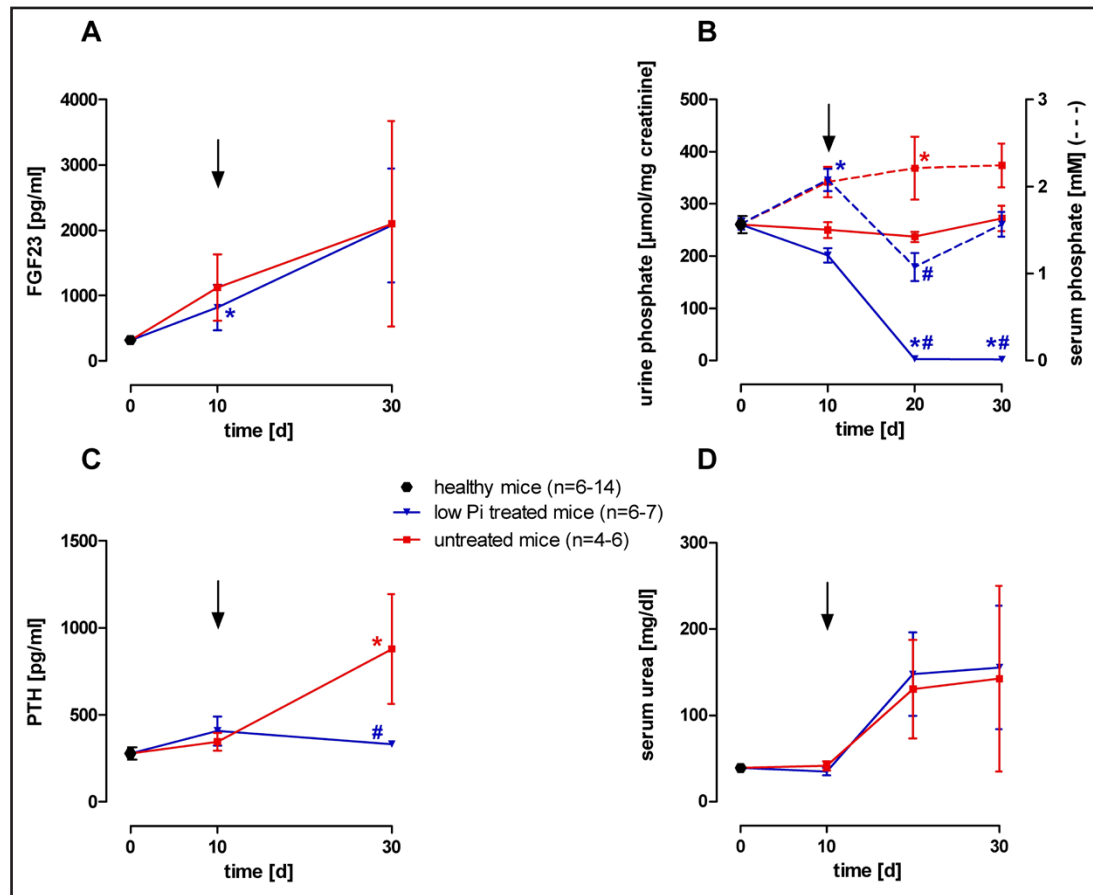 A
FGF23 [pg/ml]
4000
3000
2000
1000
0
*
0 10 30
time [d]
B
urine phosphate [µmol/mg creatinine]
500
400
300
200
100
0
serum phosphate [mM] (- - -)
3
2
1
0
*
*
#
*#
*#
0 10 20 30
time [d]
healthy mice (n=6-14)
low Pi treated mice (n=6-7)
untreated mice (n=4-6)
C
PTH [pg/ml]
1500
1000
500
0
*
#
0 10 30
time [d]
D
serum urea [mg/dl]
300
200
100
0
0 10 20 30
time [d]